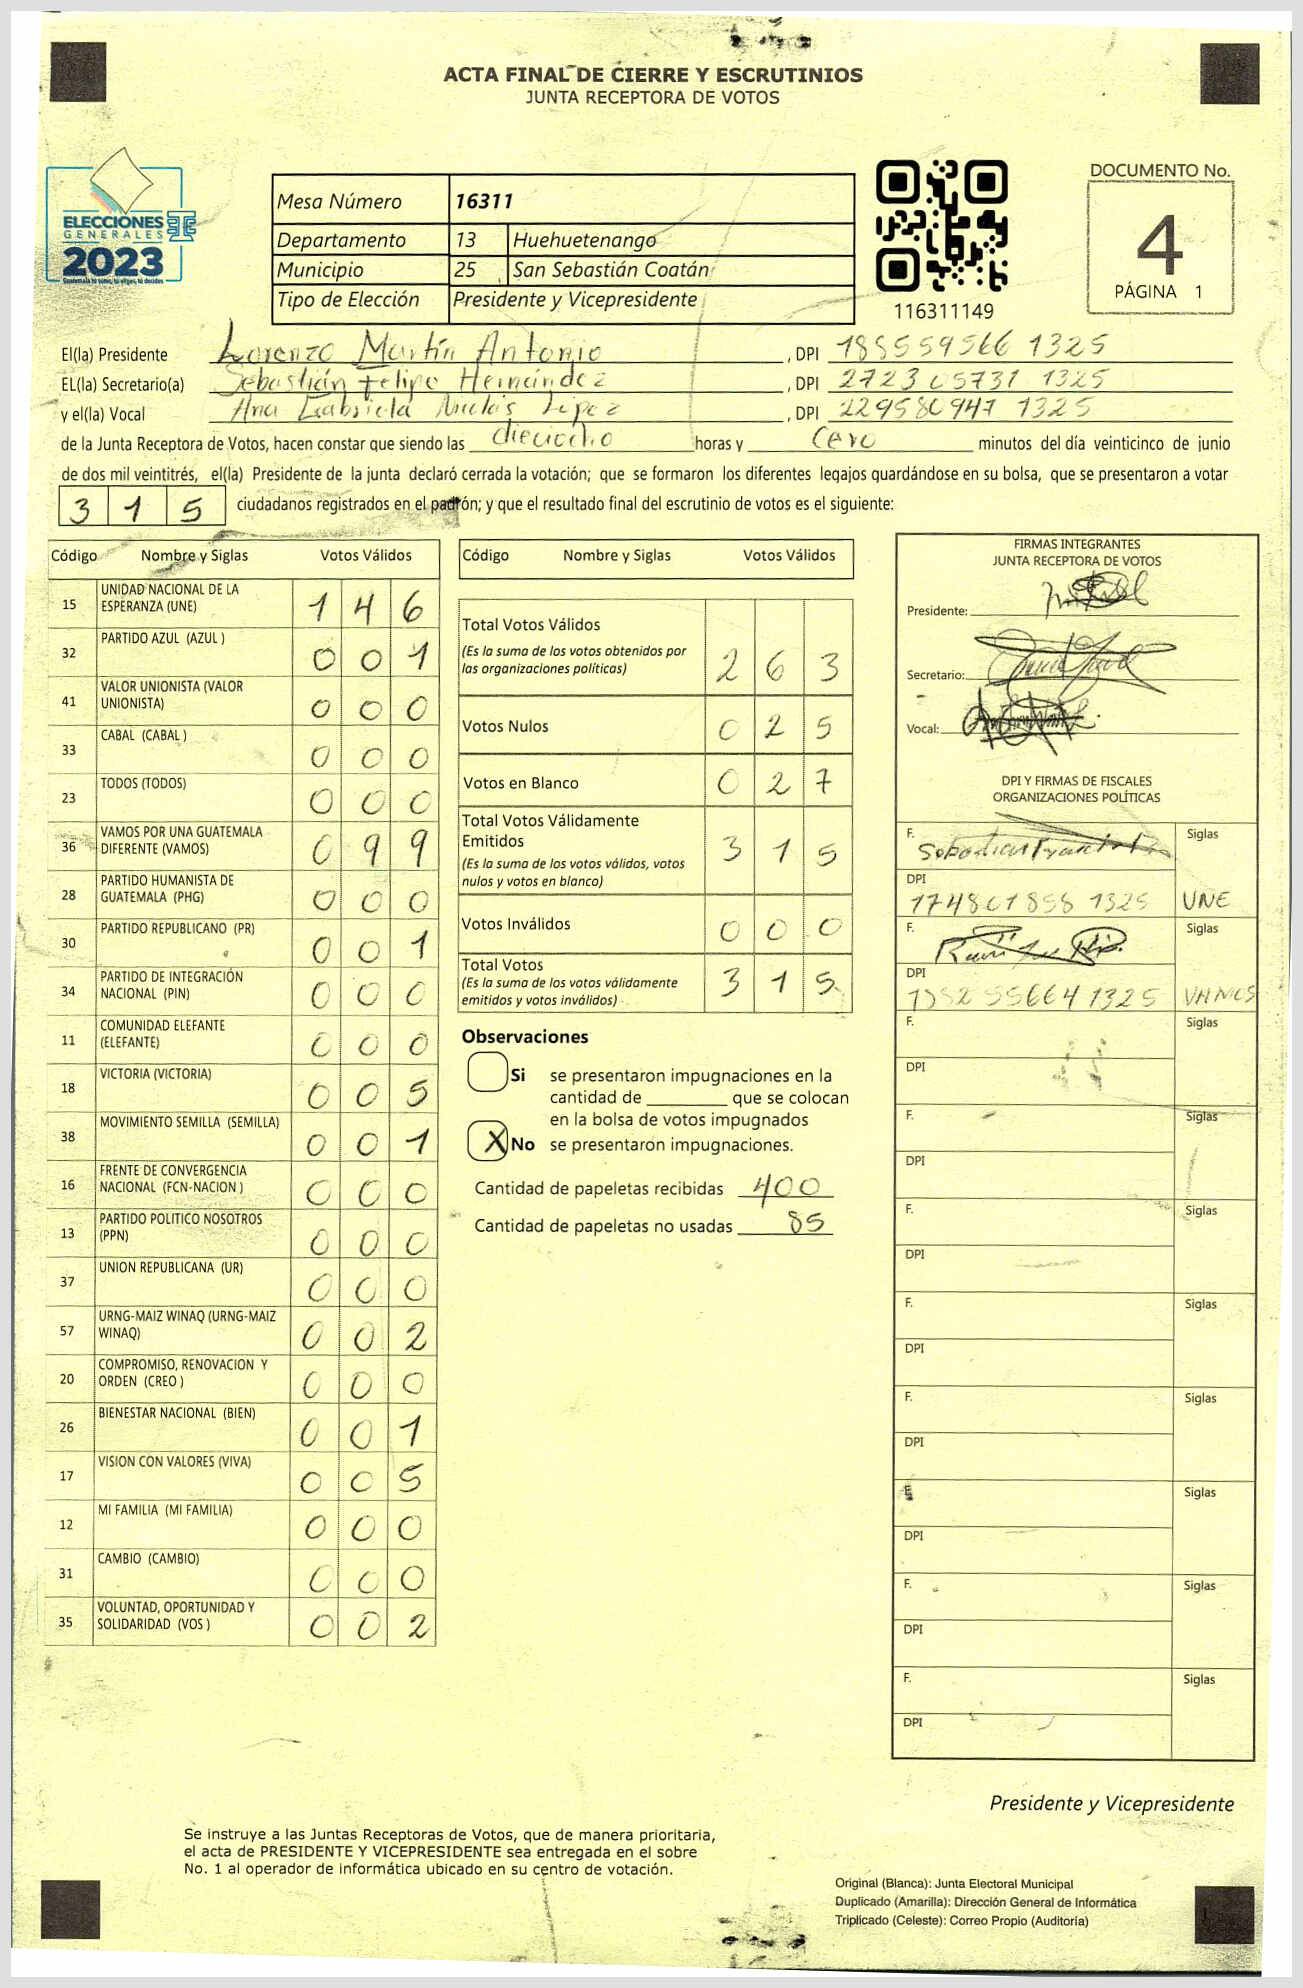 ACTA FINAL DE CIERRE Y ESCRUTINIOS
JUNTA RECEPTORA DE VOTOS
ELECCIONES
GENERALES
2023
Mesa Número 16311
Departamento 13 Huehuetenango
Municipio 25 San Sebastián Coatán
Tipo de Elección Presidente y Vicepresidente
116311149
DOCUMENTO No.
4
PÁGINA 1
El(la) Presidente Lorenzo Martín Antonio, DPI 185559566 1325
EL(la) Secretario(a) Sebastián Felipe Hernández, DPI 2723 05731 1325
y el(la) Vocal Ana Gabriela López, DPI 229580947 1325
de la Junta Receptora de Votos, hacen constar que siendo las dieciocho horas y cero minutos del día veinticinco de junio
de dos mil veintitrés, el(la) Presidente de la junta declaró cerrada la votación; que se formaron los diferentes legajos guardándose en su bolsa, que se presentaron a votar
3 1 5 ciudadanos registrados en el padrón; y que el resultado final del escrutinio de votos es el siguiente:
Código Nombre y Siglas Votos Válidos
15 UNIDAD NACIONAL DE LA ESPERANZA (UNE) 1 4 6
32 PARTIDO AZUL (AZUL ) 0 0 1
41 VALOR UNIONISTA (VALOR UNIONISTA) 0 0 0
33 CABAL (CABAL ) 0 0 0
23 TODOS (TODOS) 0 0 0
36 VAMOS POR UNA GUATEMALA DIFERENTE (VAMOS) 0 9 9
28 PARTIDO HUMANISTA DE GUATEMALA (PHG) 0 0 0
30 PARTIDO REPUBLICANO (PR) 0 0 1
34 PARTIDO DE INTEGRACIÓN NACIONAL (PIN) 0 0 0
11 COMUNIDAD ELEFANTE (ELEFANTE) 0 0 0
18 VICTORIA (VICTORIA) 0 0 5
38 MOVIMIENTO SEMILLA (SEMILLA) 0 0 1
16 FRENTE DE CONVERGENCIA NACIONAL (FCN-NACION ) 0 0 0
13 PARTIDO POLITICO NOSOTROS (PPN) 0 0 0
37 UNION REPUBLICANA (UR) 0 0 0
57 URNG-MAIZ WINAQ (URNG-MAIZ WINAQ) 0 0 2
20 COMPROMISO, RENOVACION Y ORDEN (CREO ) 0 0 0
26 BIENESTAR NACIONAL (BIEN) 0 0 1
17 VISION CON VALORES (VIVA) 0 0 5
12 MI FAMILIA (MI FAMILIA) 0 0 0
31 CAMBIO (CAMBIO) 0 0 0
35 VOLUNTAD, OPORTUNIDAD Y SOLIDARIDAD (VOS ) 0 0 2
Código Nombre y Siglas Votos Válidos
Total Votos Válidos 2 6 3
(Es la suma de los votos obtenidos por
las organizaciones políticas)
Votos Nulos 0 2 5
Votos en Blanco 0 2 7
Total Votos Válidamente
Emitidos 3 1 5
(Es la suma de los votos válidos, votos
nulos y votos en blanco)
Votos Inválidos 0 0 0
Total Votos 3 1 5
(Es la suma de los votos válidamente
emitidos y votos inválidos)
Observaciones
Si se presentaron impugnaciones en la
cantidad de ________ que se colocan
en la bolsa de votos impugnados
X No se presentaron impugnaciones.
Cantidad de papeletas recibidas 400
Cantidad de papeletas no usadas 85
FIRMAS INTEGRANTES
JUNTA RECEPTORA DE VOTOS
Presidente:
Secretario:
Vocal:
DPI Y FIRMAS DE FISCALES
ORGANIZACIONES POLÍTICAS
F. Siglas
DPI
174801858 1325 UNE
F. Siglas
DPI
1325 VAMOS
F. Siglas
DPI
F. Siglas
DPI
F. Siglas
DPI
F. Siglas
DPI
F. Siglas
DPI
F. Siglas
DPI
F. Siglas
DPI
F. Siglas
DPI
Presidente y Vicepresidente
Se instruye a las Juntas Receptoras de Votos, que de manera prioritaria,
el acta de PRESIDENTE Y VICEPRESIDENTE sea entregada en el sobre
No. 1 al operador de informática ubicado en su centro de votación.
Original (Blanca): Junta Electoral Municipal
Duplicado (Amarilla): Dirección General de Informática
Triplicado (Celeste): Correo Propio (Auditoría)